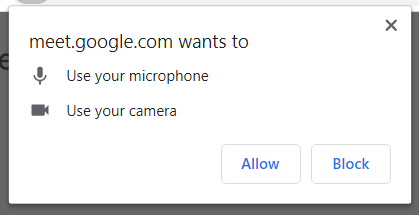 meet.google.com wants to
Use your microphone
Use your camera
Allow Block